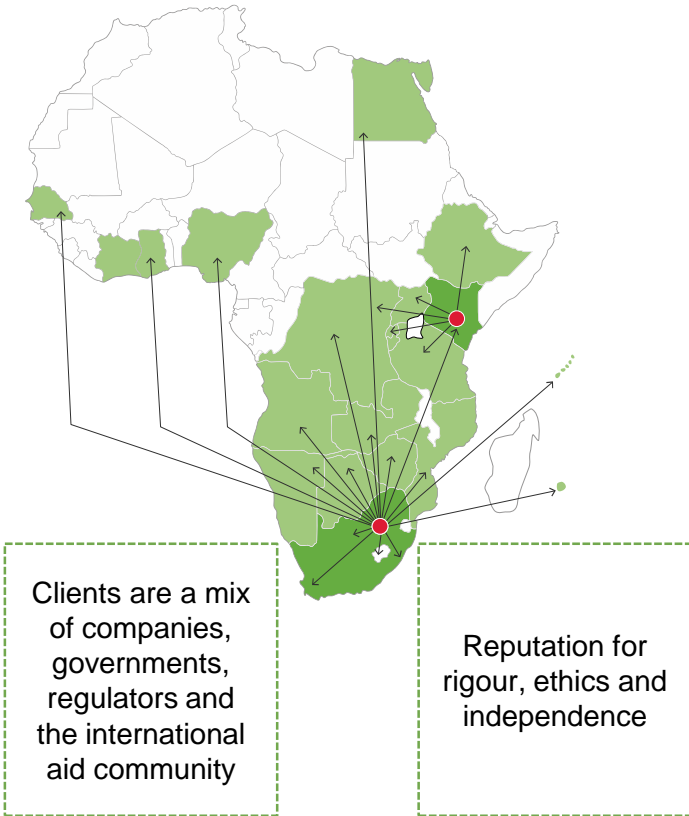 Clients are a mix
of companies,
governments,
regulators and
the international
aid community
Reputation for
rigour, ethics and
independence